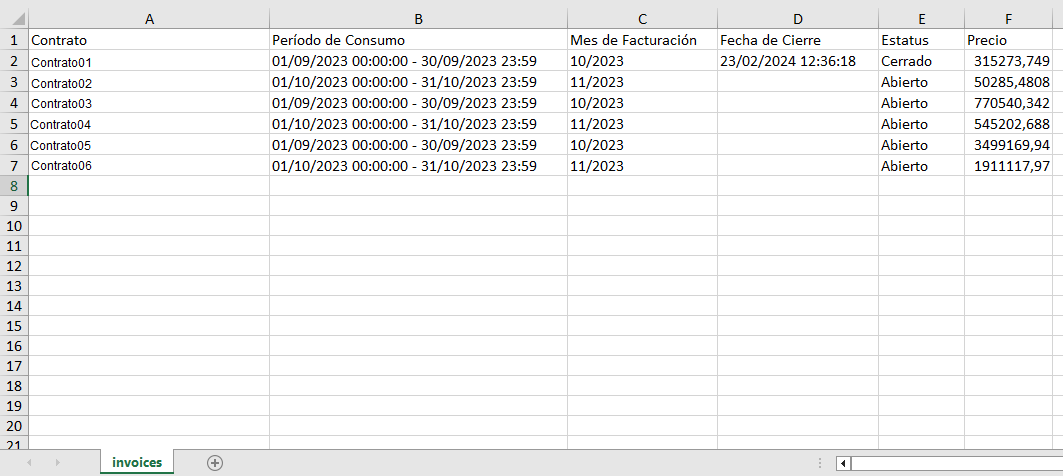 A B C D E F
1 Contrato Período de Consumo Mes de Facturación Fecha de Cierre Estatus Precio
2 Contrato01 01/09/2023 00:00:00 - 30/09/2023 23:59 10/2023 23/02/2024 12:36:18 Cerrado 315273,749
3 Contrato02 01/10/2023 00:00:00 - 31/10/2023 23:59 11/2023 Abierto 50285,4808
4 Contrato03 01/09/2023 00:00:00 - 30/09/2023 23:59 10/2023 Abierto 770540,342
5 Contrato04 01/10/2023 00:00:00 - 31/10/2023 23:59 11/2023 Abierto 545202,688
6 Contrato05 01/09/2023 00:00:00 - 30/09/2023 23:59 10/2023 Abierto 3499169,94
7 Contrato06 01/10/2023 00:00:00 - 31/10/2023 23:59 11/2023 Abierto 1911117,97
8
9
10
11
12
13
14
15
16
17
18
19
20
21
invoices